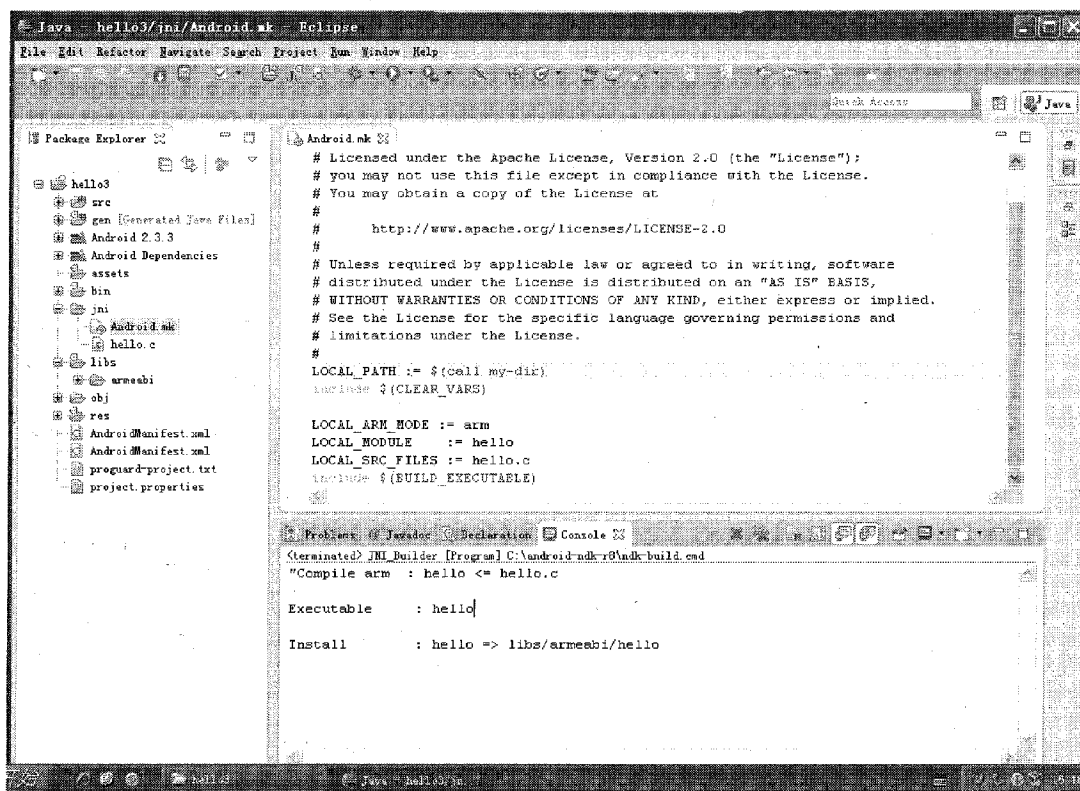 Java - hello3/jni/Android.mk - Eclipse
File Edit Refactor Navigate Search Project Run Window Help
Quick Access
Java
Package Explorer
hello3
src
gen [Generated Java Files]
Android 2.3.3
Android Dependencies
assets
bin
jni
Android.mk
hello.c
libs
armeabi
obj
res
AndroidManifest.xml
AndroidManifest.xml
proguard-project.txt
project.properties
Android.mk
# Licensed under the Apache License, Version 2.0 (the "License");
# you may not use this file except in compliance with the License.
# You may obtain a copy of the License at
#
#      http://www.apache.org/licenses/LICENSE-2.0
#
# Unless required by applicable law or agreed to in writing, software
# distributed under the License is distributed on an "AS IS" BASIS,
# WITHOUT WARRANTIES OR CONDITIONS OF ANY KIND, either express or implied.
# See the License for the specific language governing permissions and
# limitations under the License.
#
LOCAL_PATH := $(call my-dir)
include $(CLEAR_VARS)
LOCAL_ARM_MODE := arm
LOCAL_MODULE    := hello
LOCAL_SRC_FILES := hello.c
include $(BUILD_EXECUTABLE)
Problems @ Javadoc Declaration Console
<terminated> JNI_Builder [Program] C:\android-ndk-r8\ndk-build.cmd
"Compile arm  : hello <= hello.c
Executable     : hello
Install        : hello => libs/armeabi/hello
开始 hello3 Java - hello3/jn